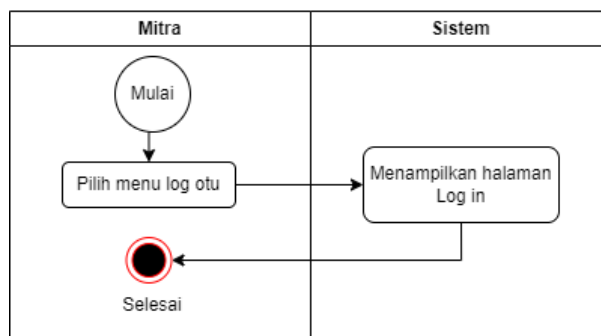 Mitra
Sistem
Mulai
Pilih menu log otu
Menampilkan halaman
Log in
Selesai